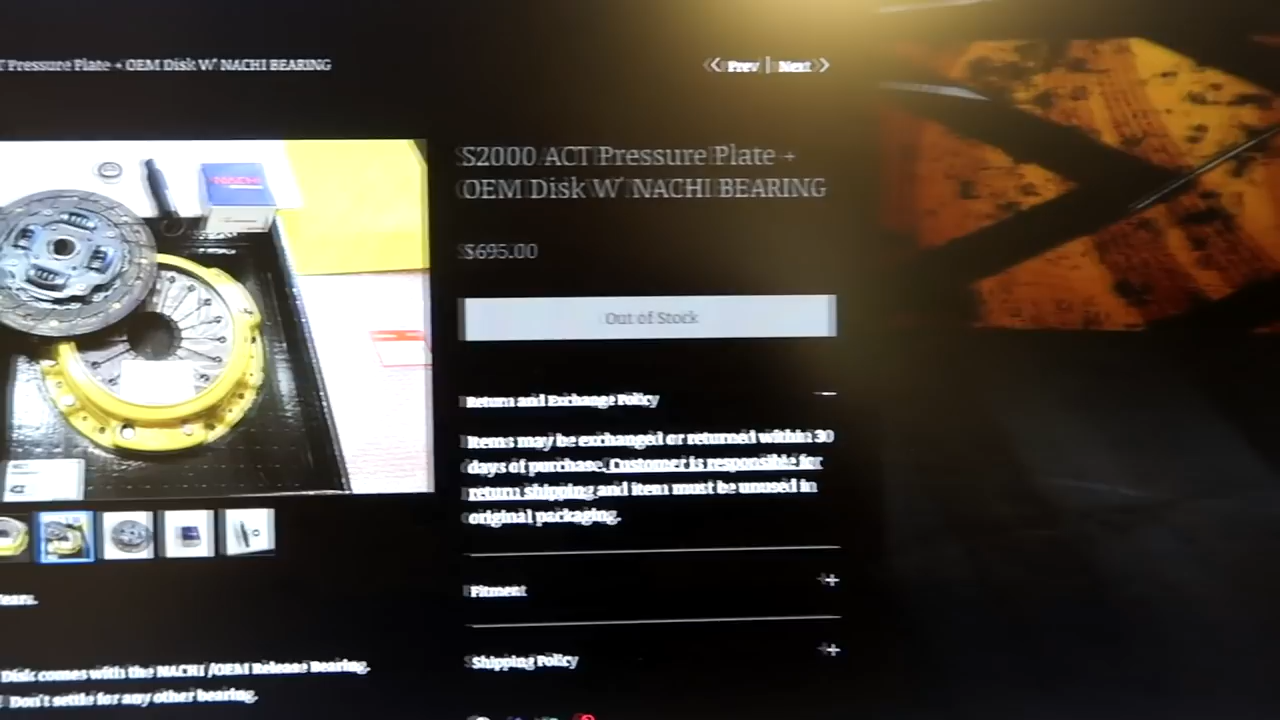 Pressure Plate + OEM Disk W' NACHI BEARING
Prev | Next
S2000 ACT Pressure Plate +
OEM Disk W' NACHI BEARING
$695.00
Out of Stock
NACHI
Return and Exchange Policy
Items may be exchanged or returned within 30
days of purchase. Customer is responsible for
return shipping and item must be unused in
original packaging.
Fitment
Shipping Policy
Disk comes with the NACHI /OEM Release Bearing.
Don't settle for any other bearing.